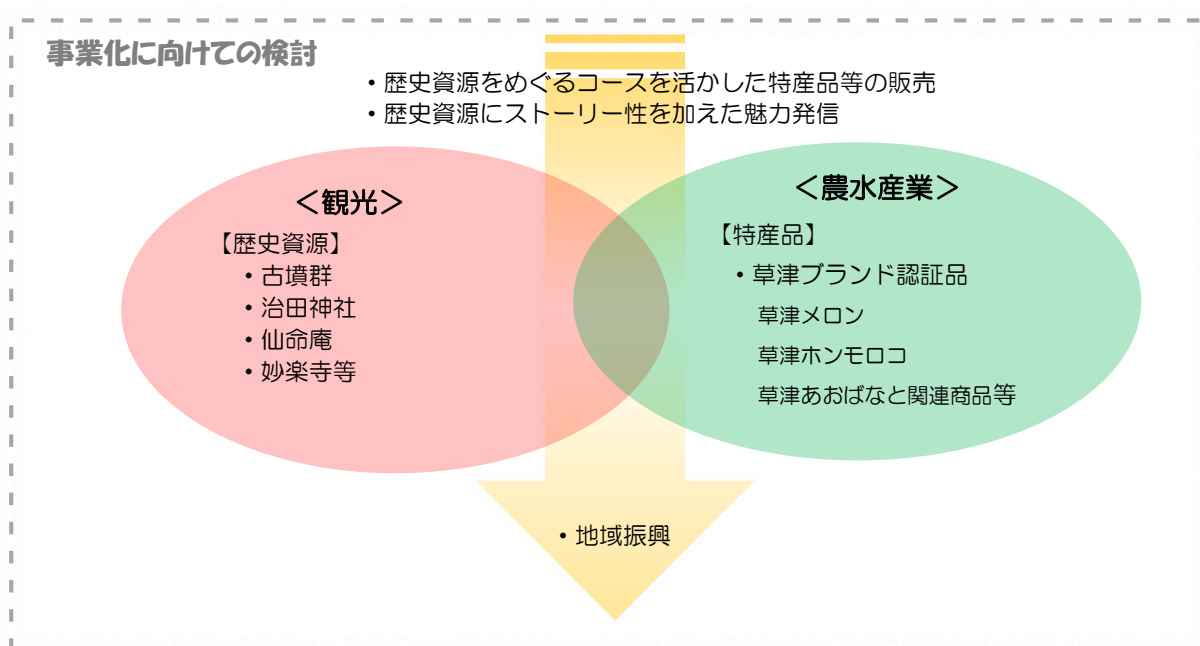 事業化に向けての検討
・歴史資源をめぐるコースを活かした特産品等の販売
・歴史資源にストーリー性を加えた魅力発信
＜観光＞
【歴史資源】
・古墳群
・治田神社
・仙命庵
・妙楽寺等
＜農水産業＞
【特産品】
・草津ブランド認証品
草津メロン
草津ホンモロコ
草津あおばなと関連商品等
・地域振興